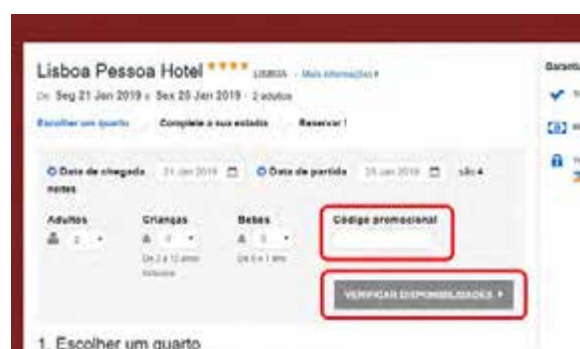 Lisboa Pessoa Hotel **** LISBOA - Mais informações
De Seg 21 Jan 2019 a Sex 25 Jan 2019 - 2 adultos
Escolher um quarto Complete a sua estadia Reservar !
Data de chegada 21 Jan 2019 Data de partida 25 Jan 2019 são 4
noites
Adultos Crianças Bebes Código promocional
2 0 0
De 2 a 12 anos De 0 a 1 ano
VERIFICAR DISPONIBILIDADES
1. Escolher um quarto